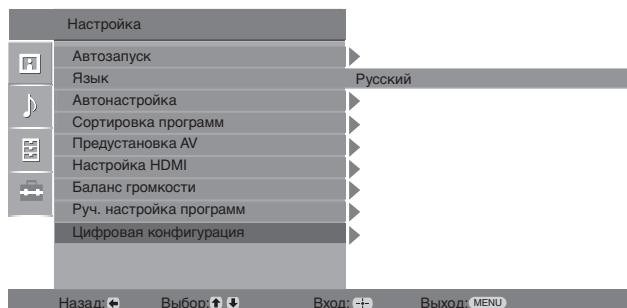 Настройка
Автозапуск
Язык Русский
Автонастройка
Сортировка программ
Предустановка AV
Настройка HDMI
Баланс громкости
Руч. настройка программ
Цифровая конфигурация
Назад: Выбор: Вход: Выход: MENU